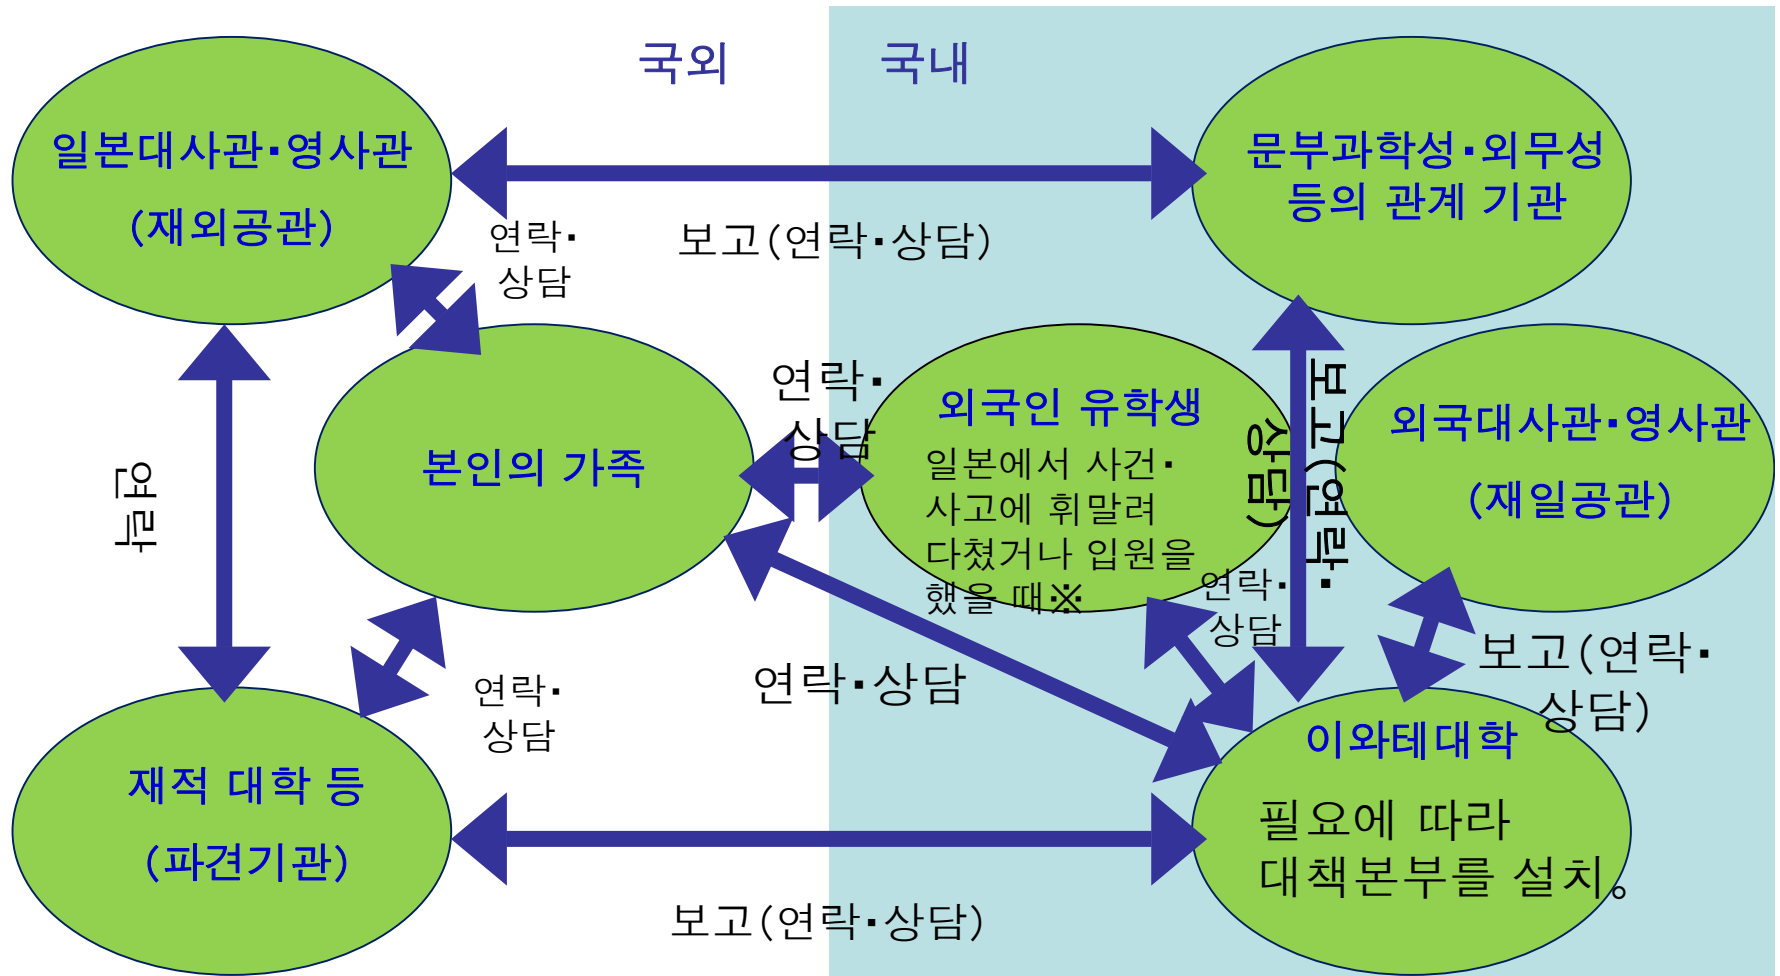 국외
국내
일본대사관▪영사관
(재외공관)
문부과학성▪외무성
등의 관계 기관
연락▪
상담
보고(연락▪상담)
본인의 가족
연락▪
상담
외국인 유학생
일본에서 사건▪
사고에 휘말려
다쳤거나 입원을
했을 때※
보고(연락▪
상담)
외국대사관▪영사관
(재일공관)
연락
연락▪
상담
연락▪상담
연락▪
상담
보고(연락▪
상담)
재적 대학 등
(파견기관)
이와테대학
필요에 따라
대책본부를 설치。
보고(연락▪상담)